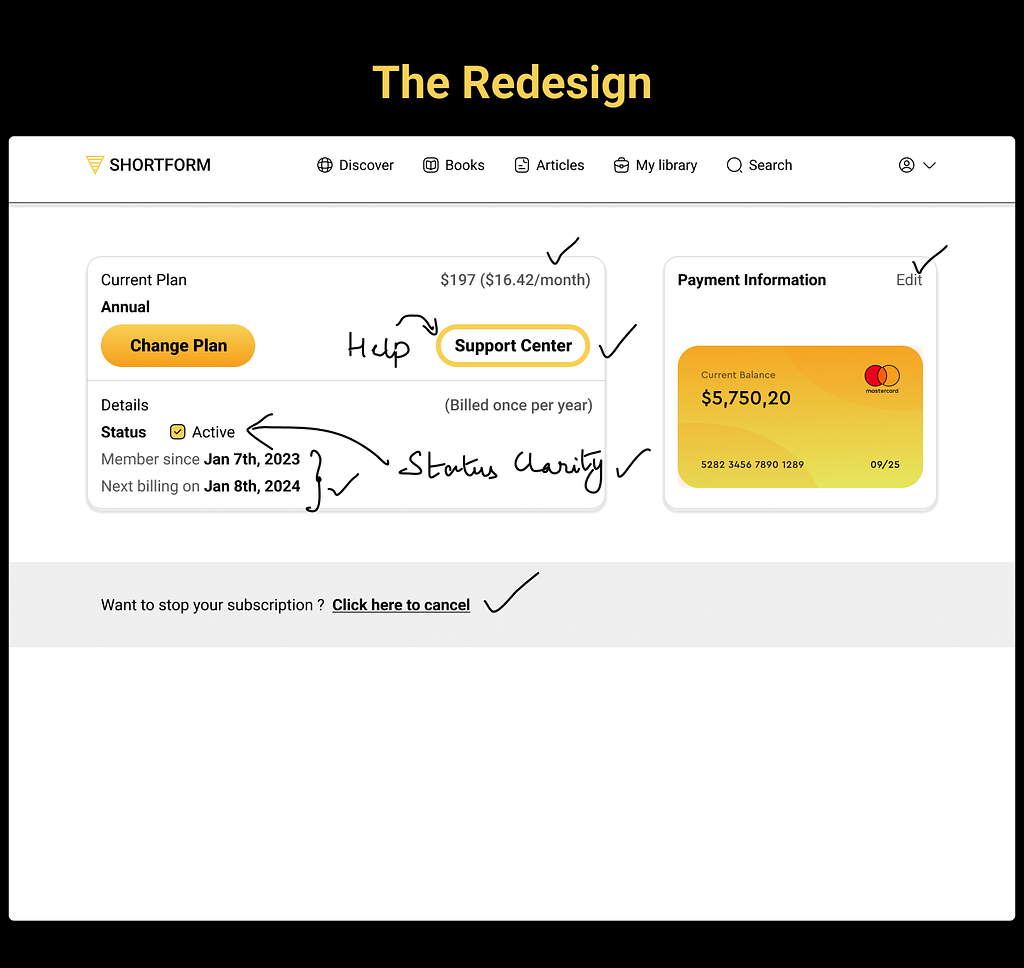 The Redesign
SHORTFORM
Discover
Books
Articles
My library
Search
Current Plan
$197 ($16.42/month)
Annual
Change Plan
Help
Support Center
Details
(Billed once per year)
Status
Active
Status Clarity
Member since Jan 7th, 2023
Next billing on Jan 8th, 2024
Payment Information
Edit
Current Balance
$5,750,20
mastercard
5282 3456 7890 1289
09/25
Want to stop your subscription ? Click here to cancel